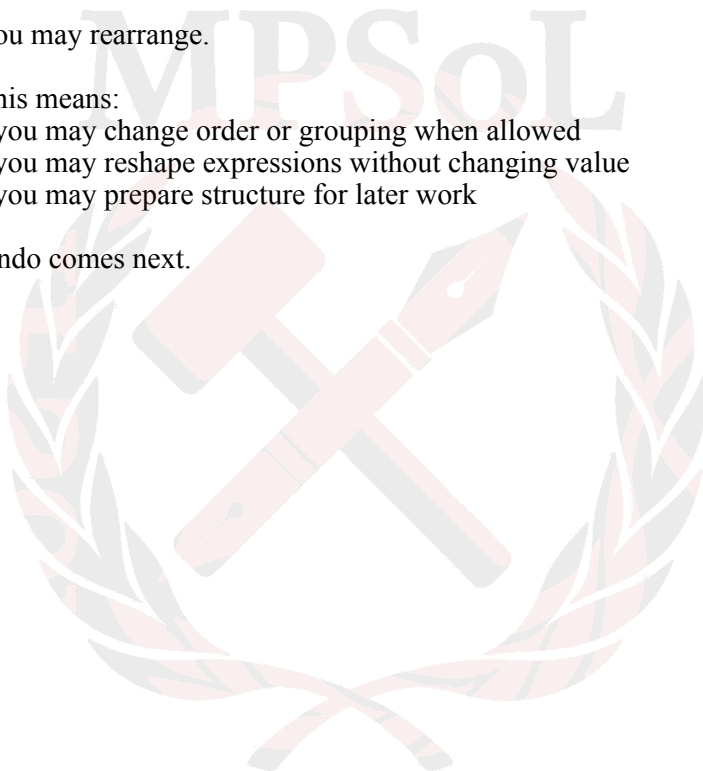 MPSoL
ou may rearrange.
his means:
you may change order or grouping when allowed
you may reshape expressions without changing value
you may prepare structure for later work
ndo comes next.